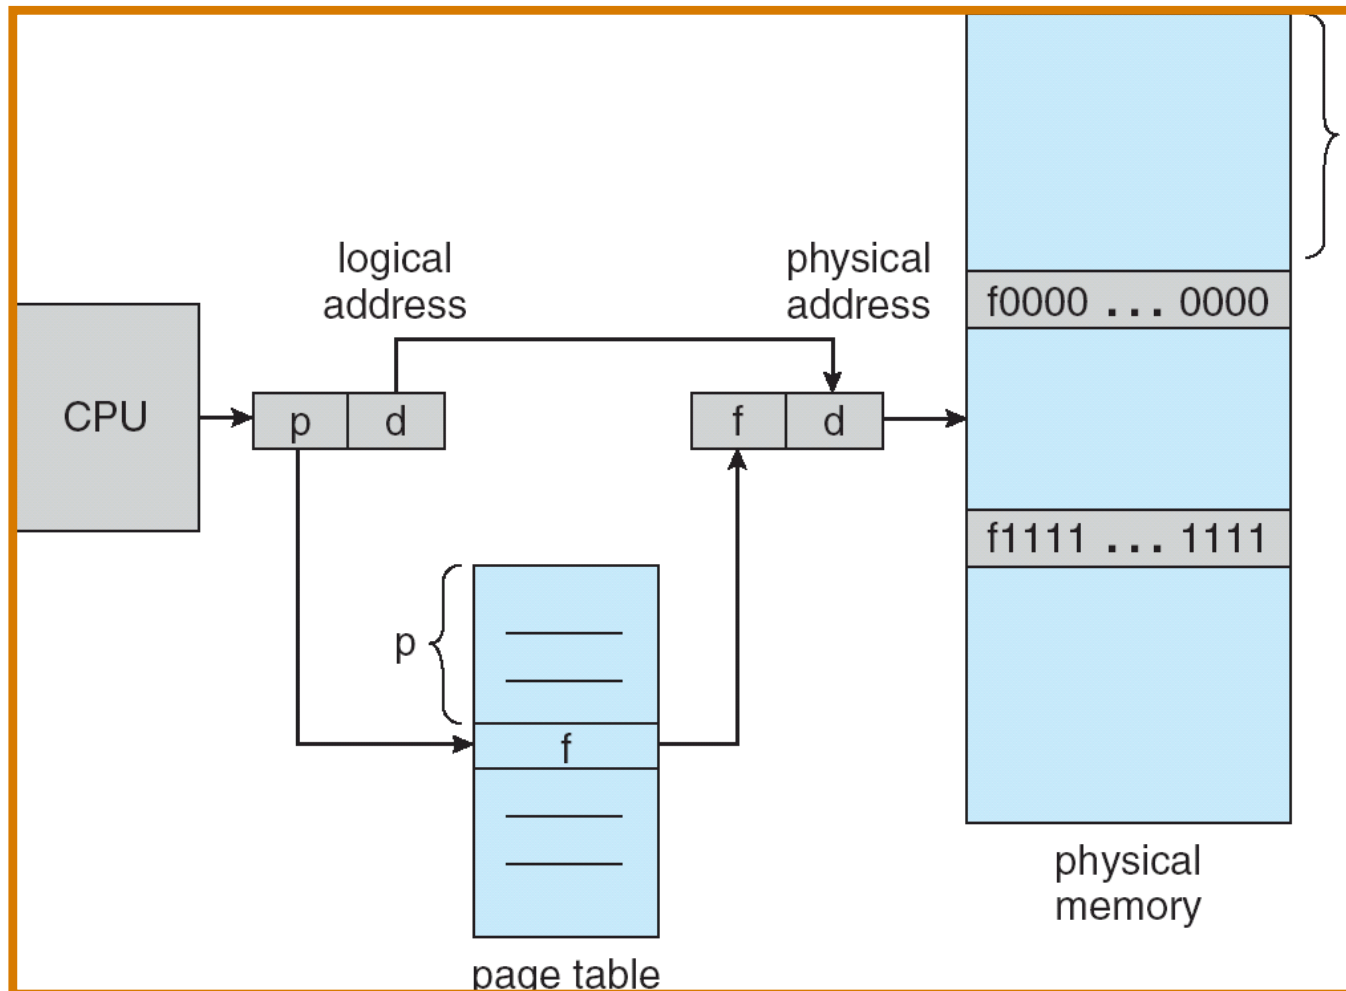 logical
address
physical
address
f0000 ... 0000
CPU
p
d
f
d
f1111 ... 1111
p
f
physical
memory
page table